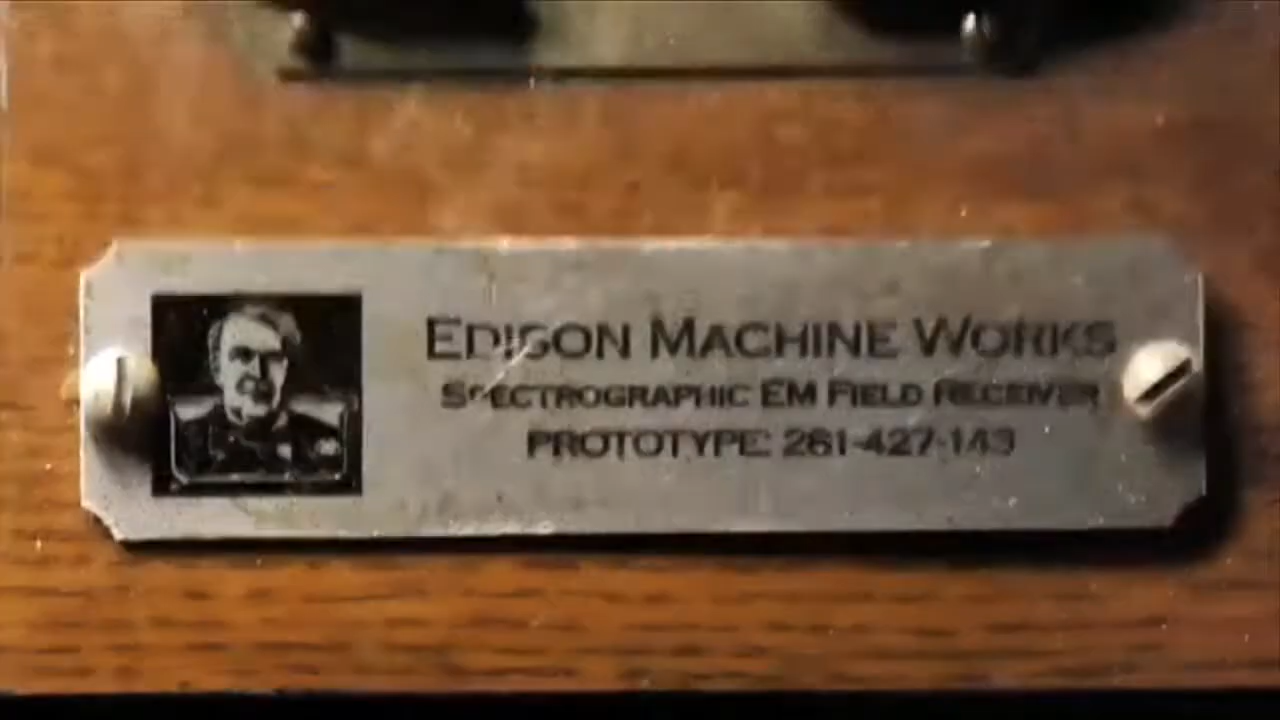 EDISON MACHINE WORKS
SPECTROGRAPHIC EM FIELD RECEIVER
PROTOTYPE: 261-427-143